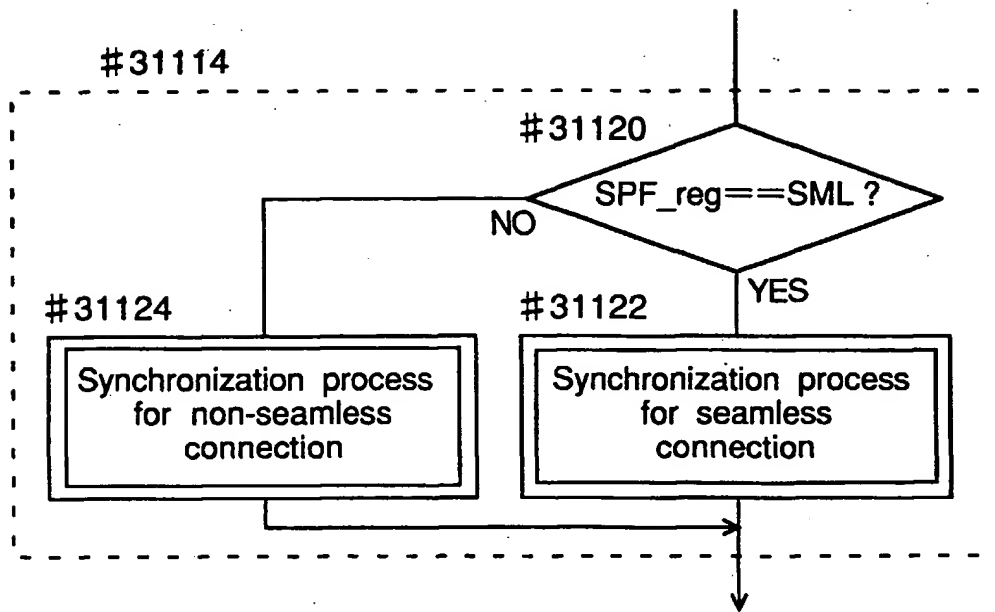 #31114
#31120
SPF_reg==SML ?
NO
YES
#31124
#31122
Synchronization process
for non-seamless
connection
Synchronization process
for seamless
connection